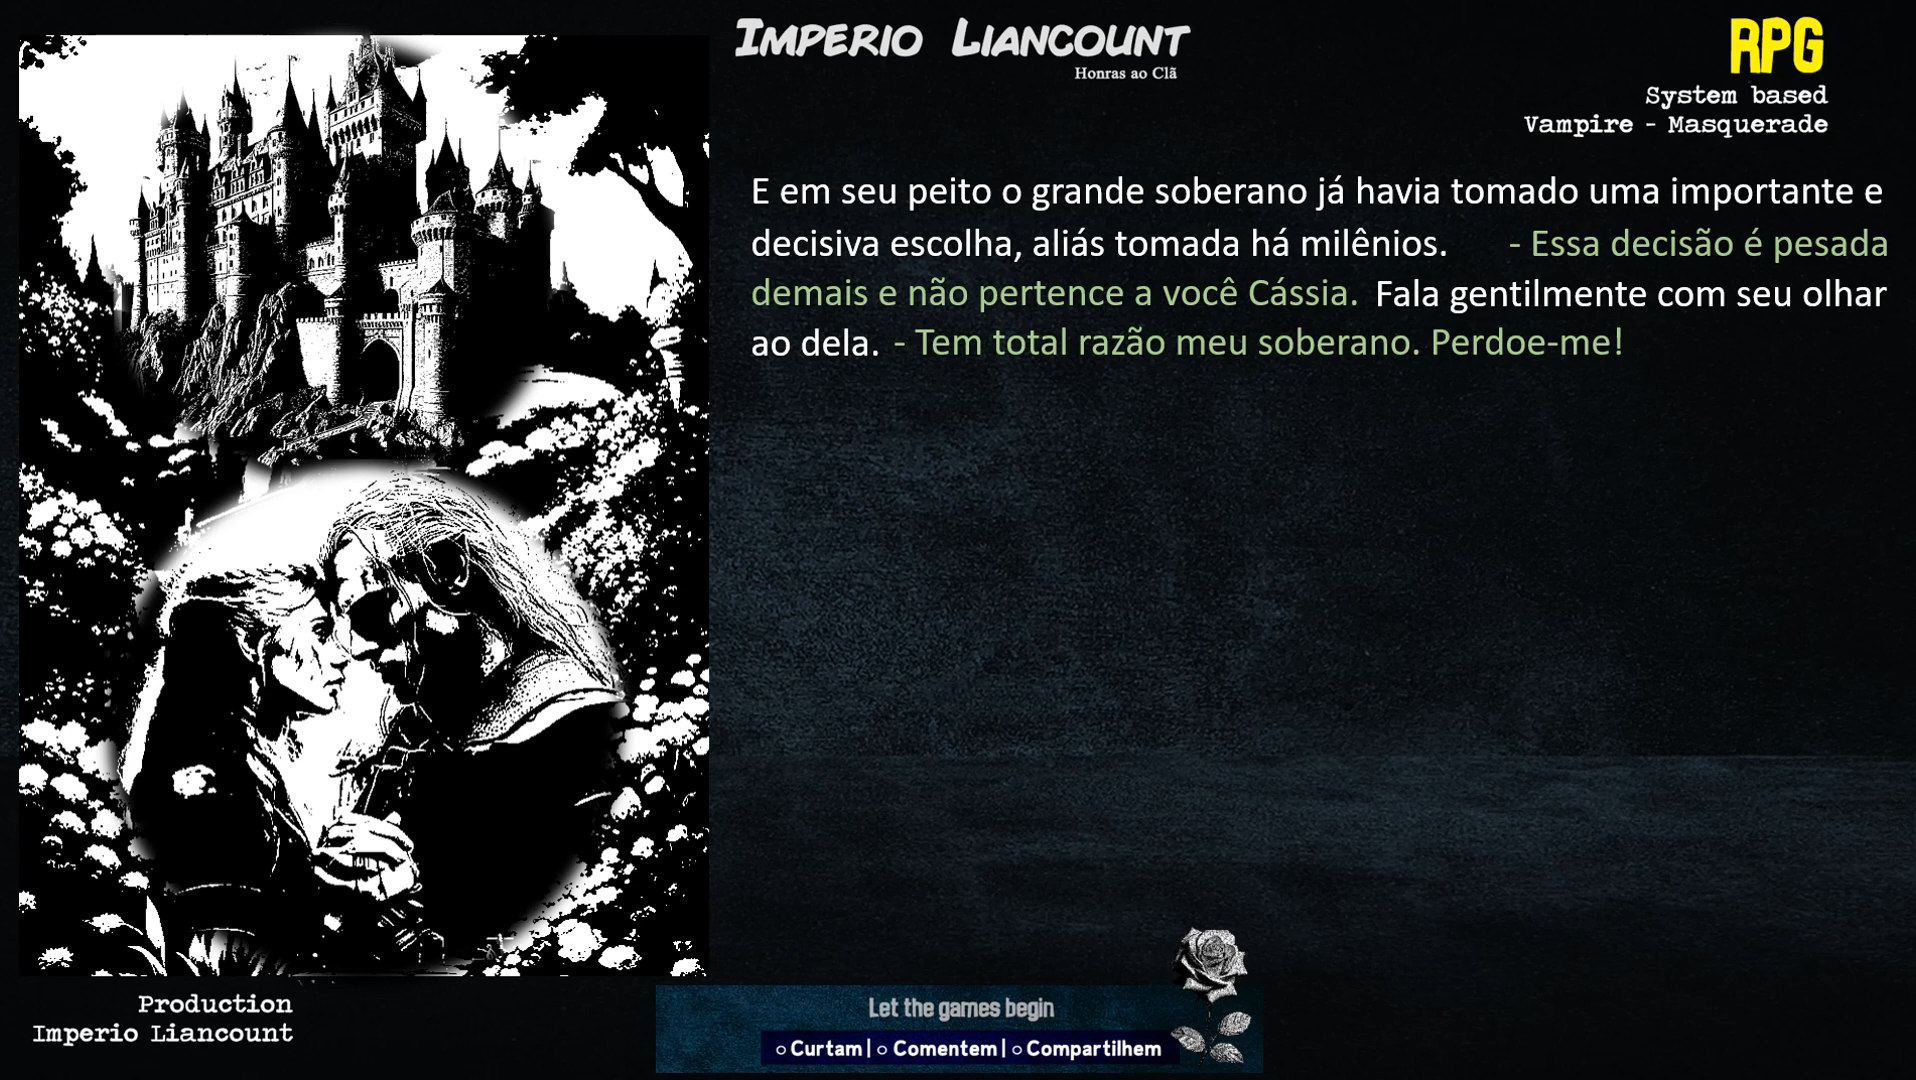 Imperio Liancount
Honras ao Clã
RPG
System based
Vampire - Masquerade
E em seu peito o grande soberano já havia tomado uma importante e
decisiva escolha, aliás tomada há milênios. - Essa decisão é pesada
demais e não pertence a você Cássia. Fala gentilmente com seu olhar
ao dela. - Tem total razão meu soberano. Perdoe-me!
Production
Imperio Liancount
Let the games begin
○ Curtam | ○ Comentem | ○ Compartilhem